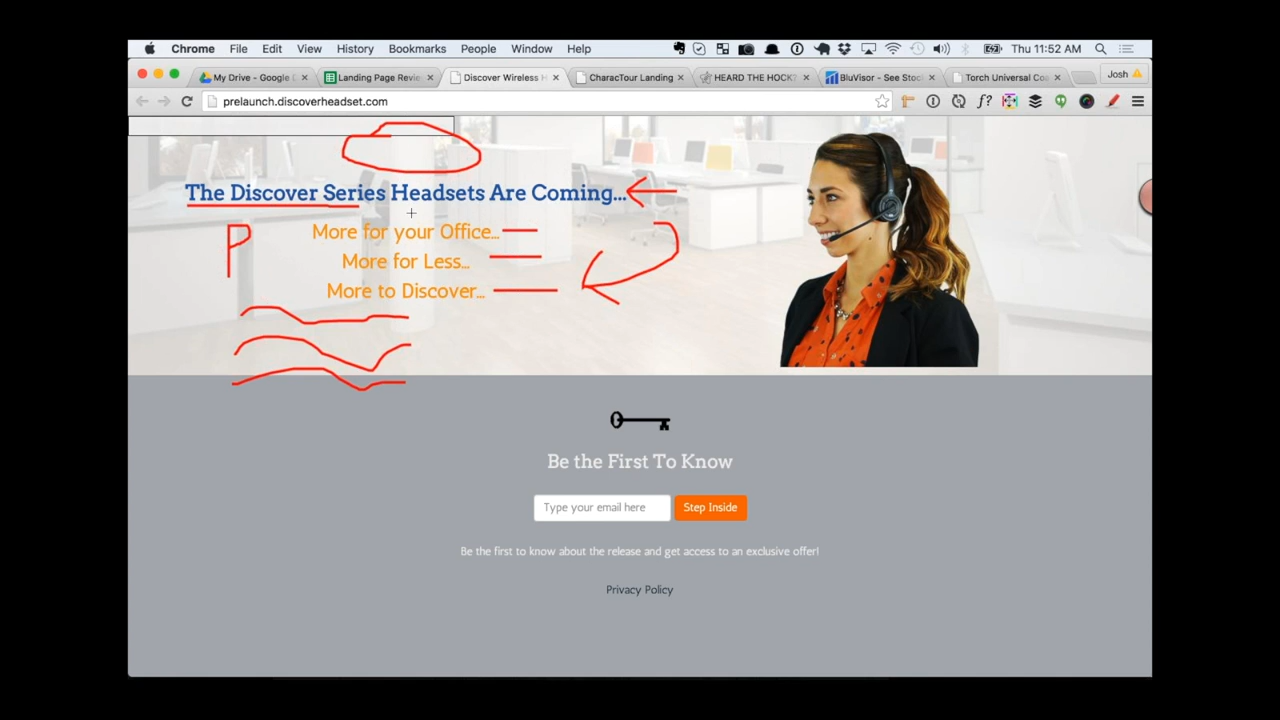 Chrome File Edit View History Bookmarks People Window Help Thu 11:52 AM
My Drive - Google Landing Page Revie Discover Wireless H CharacTour Landing HEARD THE HOCK? BluVisor - See Stoc Torch Universal Coa Josh
prelaunch.discoverheadset.com f?
The Discover Series Headsets Are Coming...
P
More for your Office...
More for Less...
More to Discover...
Be the First To Know
Type your email here Step Inside
Be the first to know about the release and get access to an exclusive offer!
Privacy Policy